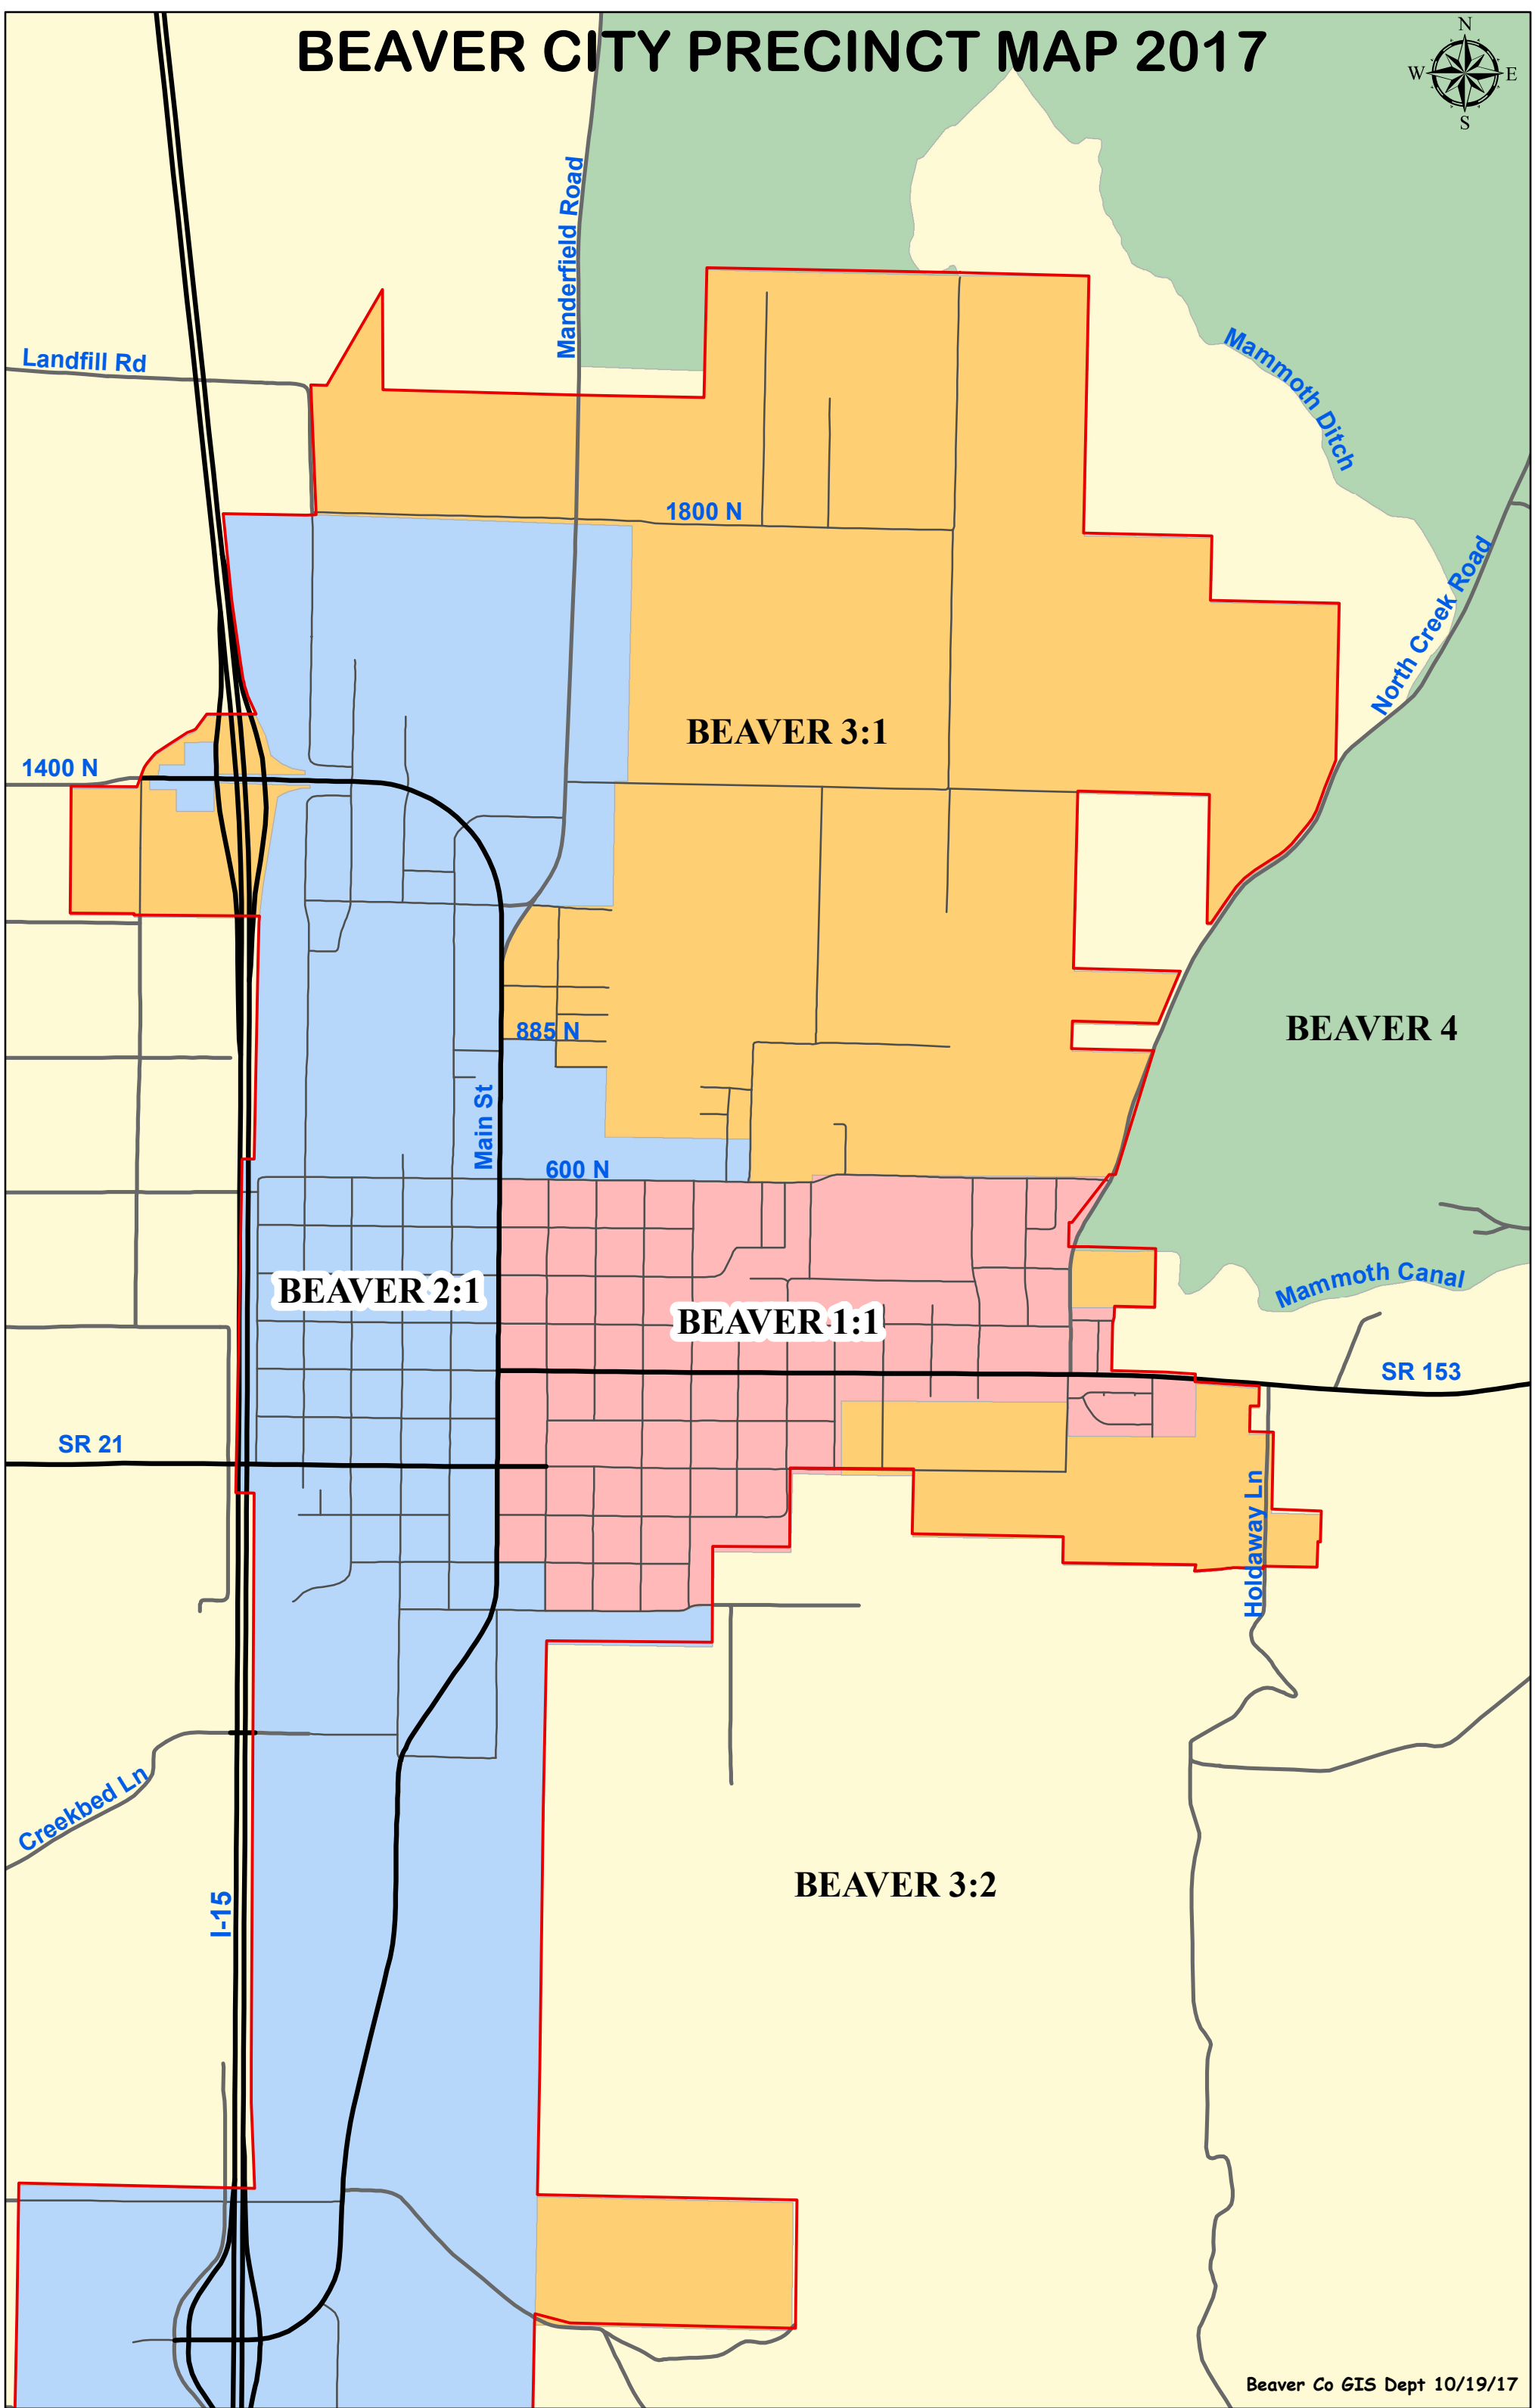 BEAVER CITY PRECINCT MAP 2017
N
W E
S
Manderfield Road
Landfill Rd
Mammoth Ditch
1800 N
North Creek Road
BEAVER 3:1
1400 N
885 N
BEAVER 4
Main St
600 N
Mammoth Canal
BEAVER 2:1
BEAVER 1:1
SR 153
SR 21
Holdaway Ln
Creekbed Ln
BEAVER 3:2
I-15
Beaver Co GIS Dept 10/19/17